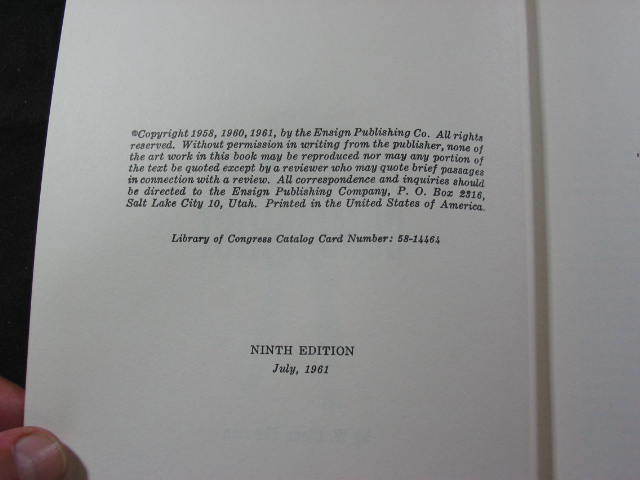 ©Copyright 1958, 1960, 1961, by the Ensign Publishing Co. All rights
reserved. Without permission in writing from the publisher, none of
the art work in this book may be reproduced nor may any portion of
the text be quoted except by a reviewer who may quote brief passages
in connection with a review. All correspondence and inquiries should
be directed to the Ensign Publishing Company, P. O. Box 2316,
Salt Lake City 10, Utah. Printed in the United States of America.
Library of Congress Catalog Card Number: 58-14464
NINTH EDITION
July, 1961